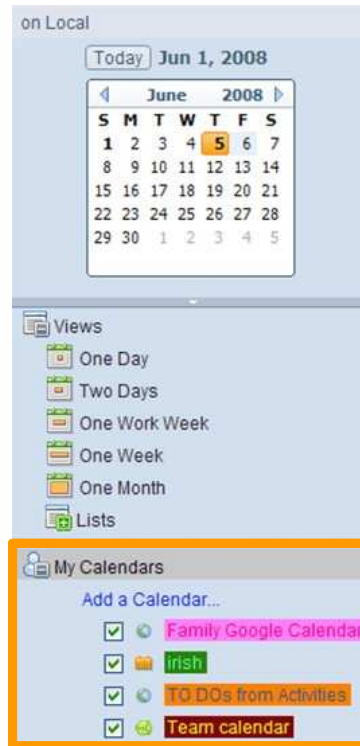 on Local
Today Jun 1, 2008
June 2008
S M T W T F S
1 2 3 4 5 6 7
8 9 10 11 12 13 14
15 16 17 18 19 20 21
22 23 24 25 26 27 28
29 30 1 2 3 4 5
Views
One Day
Two Days
One Work Week
One Week
One Month
Lists
My Calendars
Add a Calendar...
Family Google Calendar
irish
TO DOs from Activities
Team calendar